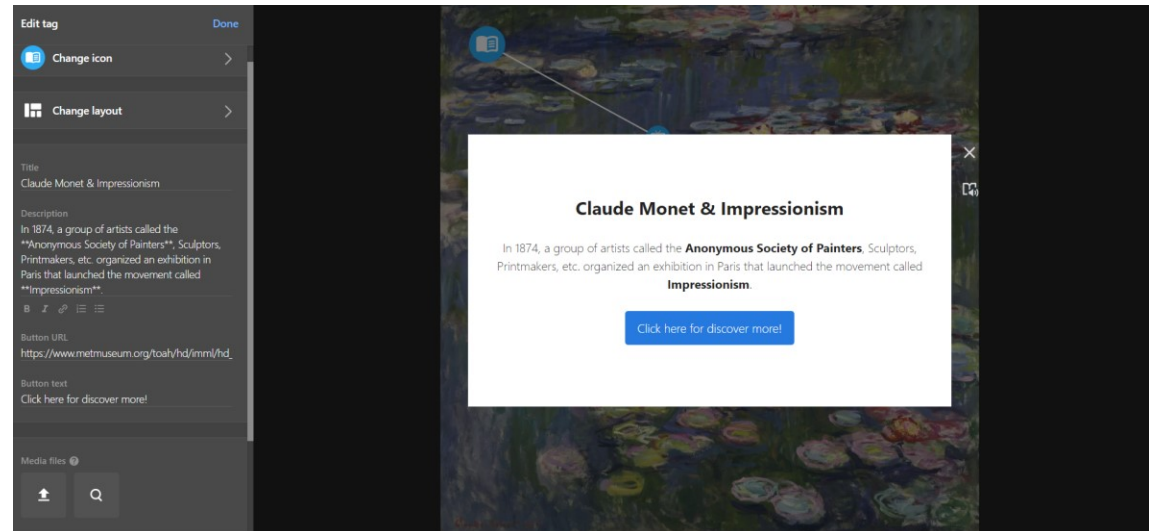 Edit tag
Done
Change icon
Change layout
Title
Claude Monet & Impressionism
Description
In 1874, a group of artists called the
**Anonymous Society of Painters**, Sculptors,
Printmakers, etc. organized an exhibition in
Paris that launched the movement called
**Impressionism**.
B I
Button URL
https://www.metmuseum.org/toah/hd/imml/hd_
Button text
Click here for discover more!
Media files
Claude Monet & Impressionism
In 1874, a group of artists called the Anonymous Society of Painters, Sculptors,
Printmakers, etc. organized an exhibition in Paris that launched the movement called
Impressionism.
Click here for discover more!